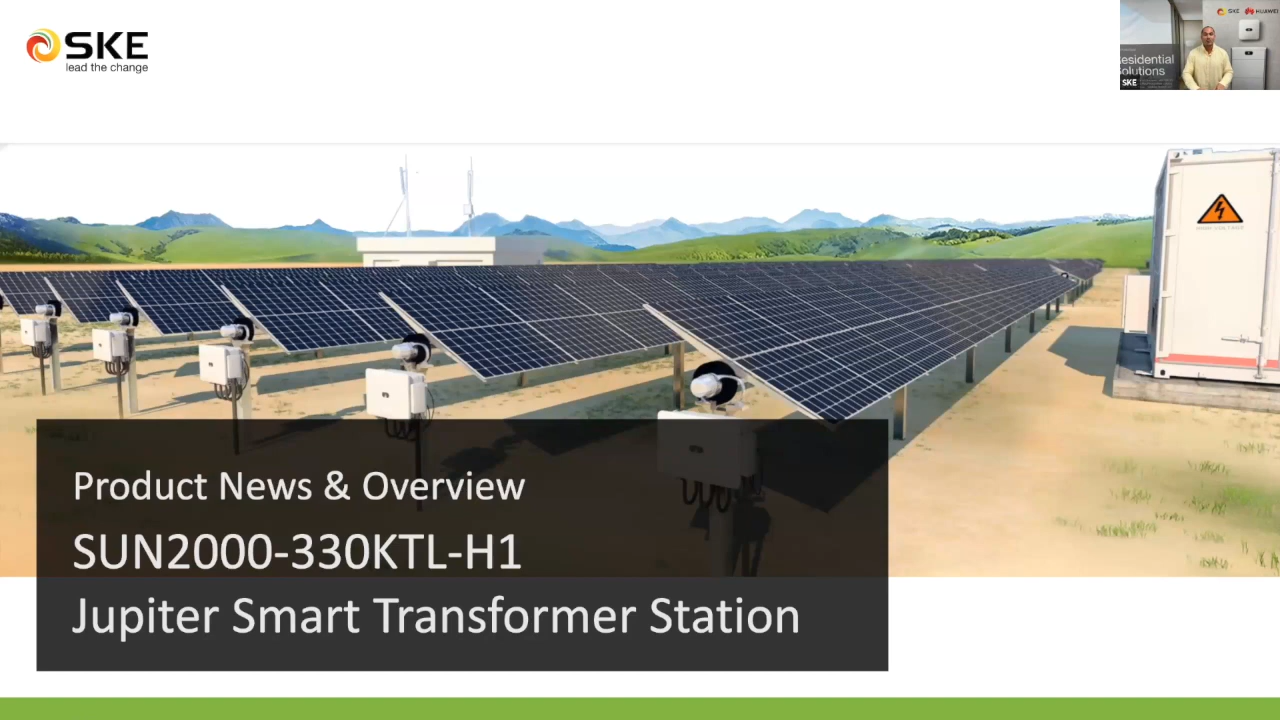 SKE
lead the change
SKE HUAWEI
Residential
Solutions
SKE
Product News & Overview
SUN2000-330KTL-H1
Jupiter Smart Transformer Station